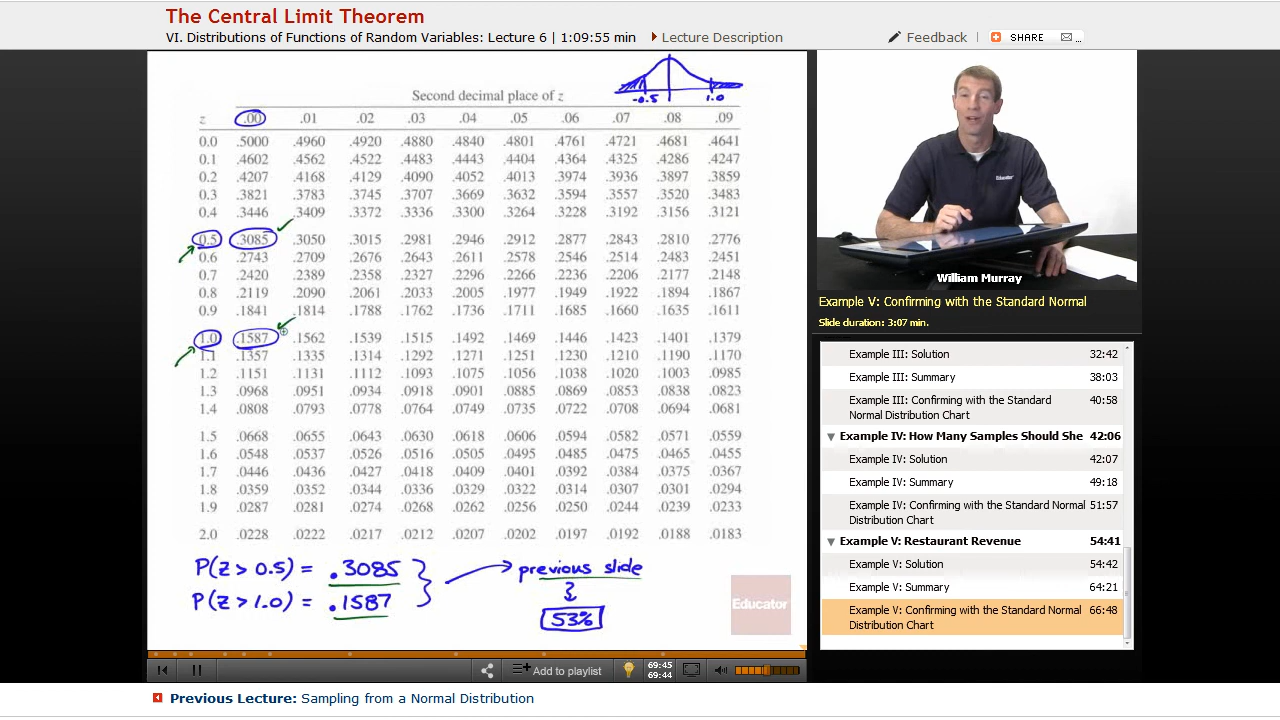 The Central Limit Theorem
VI. Distributions of Functions of Random Variables: Lecture 6 | 1:09:55 min
Lecture Description
Feedback
SHARE
...
-0.5
1.0
Second decimal place of z
z .00 .01 .02 .03 .04 .05 .06 .07 .08 .09
0.0 .5000 .4960 .4920 .4880 .4840 .4801 .4761 .4721 .4681 .4641
0.1 .4602 .4562 .4522 .4483 .4443 .4404 .4364 .4325 .4286 .4247
0.2 .4207 .4168 .4129 .4090 .4052 .4013 .3974 .3936 .3897 .3859
0.3 .3821 .3783 .3745 .3707 .3669 .3632 .3594 .3557 .3520 .3483
0.4 .3446 .3409 .3372 .3336 .3300 .3264 .3228 .3192 .3156 .3121
0.5 .3085 .3050 .3015 .2981 .2946 .2912 .2877 .2843 .2810 .2776
0.6 .2743 .2709 .2676 .2643 .2611 .2578 .2546 .2514 .2483 .2451
0.7 .2420 .2389 .2358 .2327 .2296 .2266 .2236 .2206 .2177 .2148
0.8 .2119 .2090 .2061 .2033 .2005 .1977 .1949 .1922 .1894 .1867
0.9 .1841 .1814 .1788 .1762 .1736 .1711 .1685 .1660 .1635 .1611
1.0 .1587 .1562 .1539 .1515 .1492 .1469 .1446 .1423 .1401 .1379
1.1 .1357 .1335 .1314 .1292 .1271 .1251 .1230 .1210 .1190 .1170
1.2 .1151 .1131 .1112 .1093 .1075 .1056 .1038 .1020 .1003 .0985
1.3 .0968 .0951 .0934 .0918 .0901 .0885 .0869 .0853 .0838 .0823
1.4 .0808 .0793 .0778 .0764 .0749 .0735 .0722 .0708 .0694 .0681
1.5 .0668 .0655 .0643 .0630 .0618 .0606 .0594 .0582 .0571 .0559
1.6 .0548 .0537 .0526 .0516 .0505 .0495 .0485 .0475 .0465 .0455
1.7 .0446 .0436 .0427 .0418 .0409 .0401 .0392 .0384 .0375 .0367
1.8 .0359 .0352 .0344 .0336 .0329 .0322 .0314 .0307 .0301 .0294
1.9 .0287 .0281 .0274 .0268 .0262 .0256 .0250 .0244 .0239 .0233
2.0 .0228 .0222 .0217 .0212 .0207 .0202 .0197 .0192 .0188 .0183
P(Z > 0.5) = .3085
P(Z > 1.0) = .1587
previous slide
53%
Educator
Educator
William Murray
Example V: Confirming with the Standard Normal
Slide duration: 3:07 min.
Example III: Solution 32:42
Example III: Summary 38:03
Example III: Confirming with the Standard 40:58
Normal Distribution Chart
Example IV: How Many Samples Should She 42:06
Example IV: Solution 42:07
Example IV: Summary 49:18
Example IV: Confirming with the Standard Normal 51:57
Distribution Chart
Example V: Restaurant Revenue 54:41
Example V: Solution 54:42
Example V: Summary 64:21
Example V: Confirming with the Standard Normal 66:48
Distribution Chart
Add to playlist
69:45
69:44
Previous Lecture: Sampling from a Normal Distribution